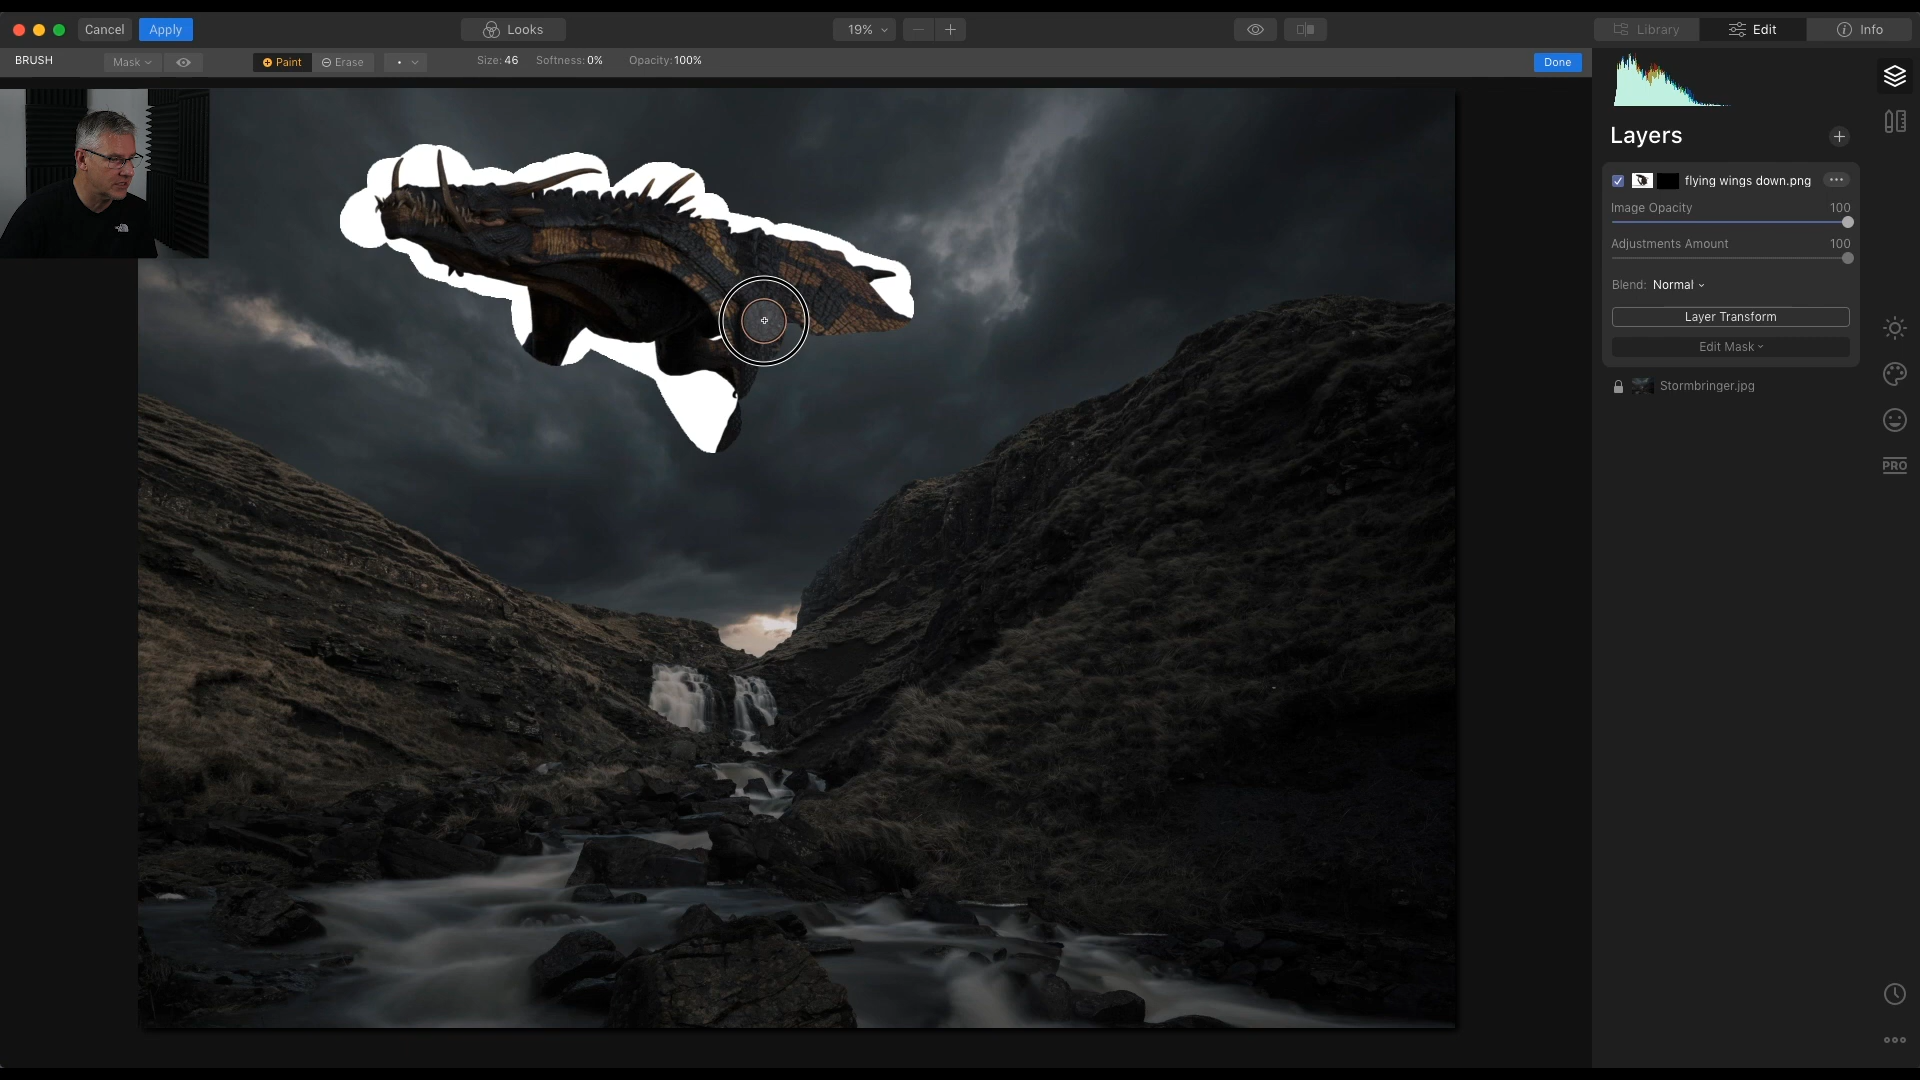 Cancel Apply Looks 19% Library Edit Info
BRUSH Mask Paint Erase Size: 46 Softness: 0% Opacity: 100% Done
Layers
flying wings down.png
Image Opacity 100
Adjustments Amount 100
Blend: Normal
Layer Transform
Edit Mask
Stormbringer.jpg
PRO